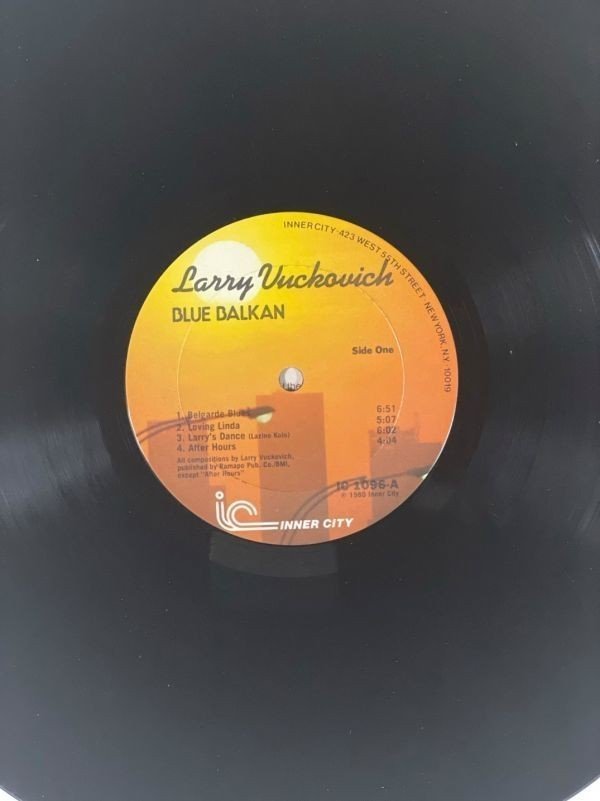 INNER CITY · 423 WEST 55TH STREET, NEW YORK, N.Y. 10019
Larry Vuckovich
BLUE BALKAN
Side One
1. Belgarde Blues 6:51
2. Loving Linda 5:07
3. Larry's Dance (Lazino Kolo) 6:02
4. After Hours 4:04
All compositions by Larry Vuckovich,
published by Ramapo Pub. Co./BMI,
except "After Hours"
IC 1096-A
℗ 1980 Inner City
ic INNER CITY